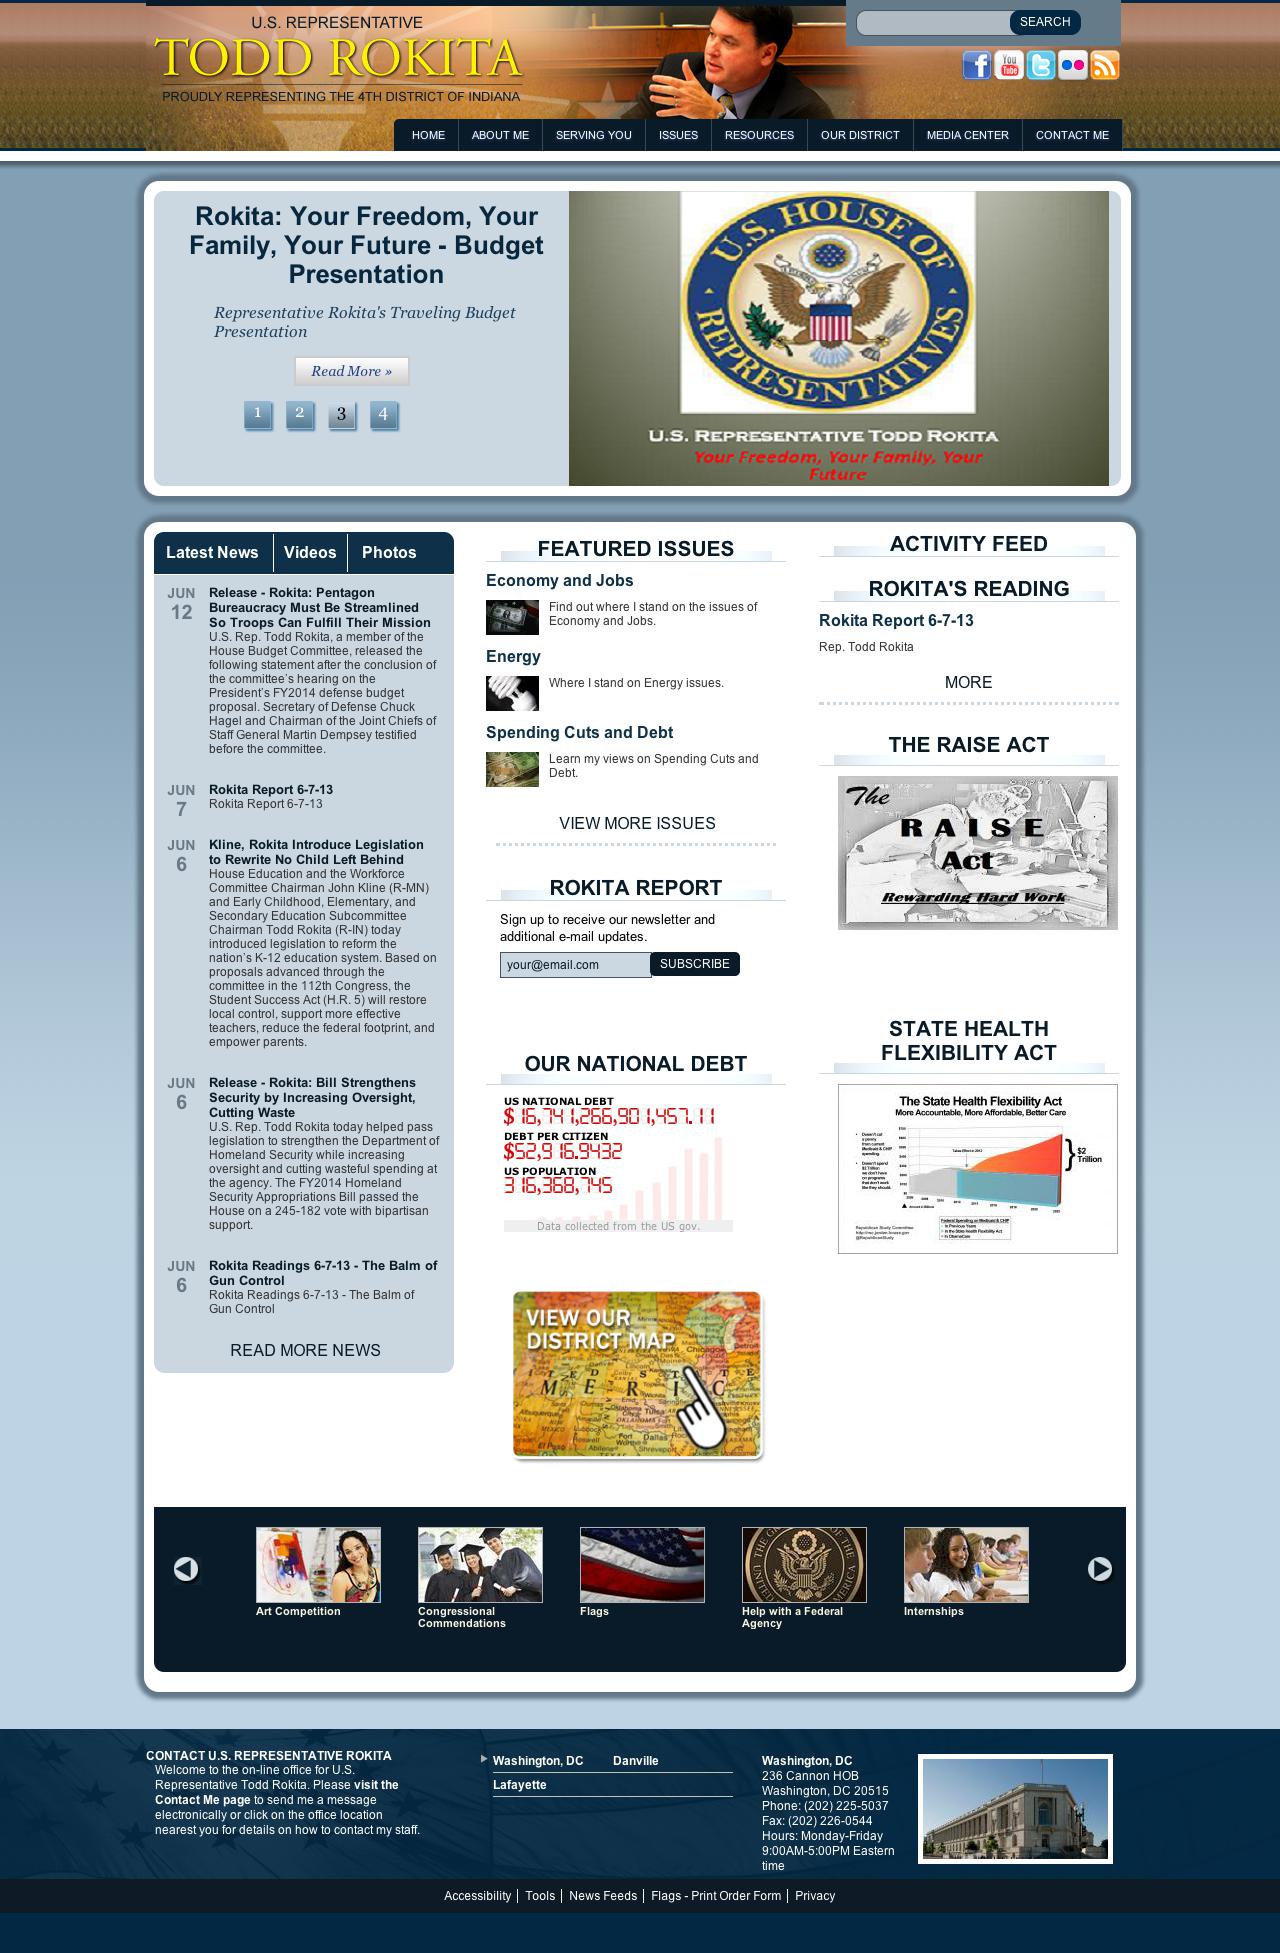 U.S. REPRESENTATIVE
TODD ROKITA
PROUDLY REPRESENTING THE 4TH DISTRICT OF INDIANA
SEARCH
You
Tube
HOME
ABOUT ME
SERVING YOU
ISSUES
RESOURCES
OUR DISTRICT
MEDIA CENTER
CONTACT ME
Rokita: Your Freedom, Your
Family, Your Future - Budget
Presentation
Representative Rokita's Traveling Budget
Presentation
Read More »
1 2 3 4
U.S. HOUSE OF
REPRESENTATIVES
U.S. Representative Todd Rokita
Your Freedom, Your Family, Your
Future
Latest News
Videos
Photos
JUN
12
Release - Rokita: Pentagon
Bureaucracy Must Be Streamlined
So Troops Can Fulfill Their Mission
U.S. Rep. Todd Rokita, a member of the
House Budget Committee, released the
following statement after the conclusion of
the committee's hearing on the
President's FY2014 defense budget
proposal. Secretary of Defense Chuck
Hagel and Chairman of the Joint Chiefs of
Staff General Martin Dempsey testified
before the committee.
JUN
7
Rokita Report 6-7-13
Rokita Report 6-7-13
JUN
6
Kline, Rokita Introduce Legislation
to Rewrite No Child Left Behind
House Education and the Workforce
Committee Chairman John Kline (R-MN)
and Early Childhood, Elementary, and
Secondary Education Subcommittee
Chairman Todd Rokita (R-IN) today
introduced legislation to reform the
nation's K-12 education system. Based on
proposals advanced through the
committee in the 112th Congress, the
Student Success Act (H.R. 5) will restore
local control, support more effective
teachers, reduce the federal footprint, and
empower parents.
JUN
6
Release - Rokita: Bill Strengthens
Security by Increasing Oversight,
Cutting Waste
U.S. Rep. Todd Rokita today helped pass
legislation to strengthen the Department of
Homeland Security while increasing
oversight and cutting wasteful spending at
the agency. The FY2014 Homeland
Security Appropriations Bill passed the
House on a 245-182 vote with bipartisan
support.
JUN
6
Rokita Readings 6-7-13 - The Balm of
Gun Control
Rokita Readings 6-7-13 - The Balm of
Gun Control
READ MORE NEWS
FEATURED ISSUES
Economy and Jobs
Find out where I stand on the issues of
Economy and Jobs.
Energy
Where I stand on Energy issues.
Spending Cuts and Debt
Learn my views on Spending Cuts and
Debt.
VIEW MORE ISSUES
ROKITA REPORT
Sign up to receive our newsletter and
additional e-mail updates.
your@email.com
SUBSCRIBE
OUR NATIONAL DEBT
US NATIONAL DEBT
$16,741,266,901,457.11
DEBT PER CITIZEN
$52,916.9432
US POPULATION
316,368,745
Data collected from the US gov.
VIEW OUR
DISTRICT MAP
ACTIVITY FEED
ROKITA'S READING
Rokita Report 6-7-13
Rep. Todd Rokita
MORE
THE RAISE ACT
The
RAISE
Act
Rewarding Hard Work
STATE HEALTH
FLEXIBILITY ACT
The State Health Flexibility Act
More Accountable, More Affordable, Better Care
$2
Trillion
Art Competition
Congressional
Commendations
Flags
Help with a Federal
Agency
Internships
CONTACT U.S. REPRESENTATIVE ROKITA
Welcome to the on-line office for U.S.
Representative Todd Rokita. Please visit the
Contact Me page to send me a message
electronically or click on the office location
nearest you for details on how to contact my staff.
Washington, DC
Danville
Lafayette
Washington, DC
236 Cannon HOB
Washington, DC 20515
Phone: (202) 225-5037
Fax: (202) 226-0544
Hours: Monday-Friday
9:00AM-5:00PM Eastern
time
Accessibility
Tools
News Feeds
Flags - Print Order Form
Privacy